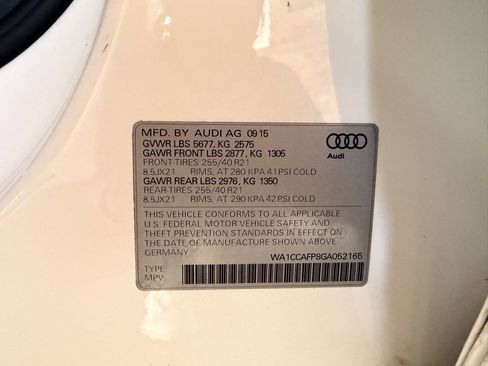 MFD. BY AUDI AG 09 15
GVWR LBS 5677, KG 2575
GAWR FRONT LBS 2877, KG 1305
FRONT-TIRES 255/40 R21
8.5JX21 RIMS, AT 280 KPA 41 PSI COLD
GAWR REAR LBS 2976, KG 1350
REAR-TIRES 255/40 R21
8.5JX21 RIMS, AT 290 KPA 42 PSI COLD
Audi
THIS VEHICLE CONFORMS TO ALL APPLICABLE
U.S. FEDERAL MOTOR VEHICLE SAFETY AND
THEFT PREVENTION STANDARDS IN EFFECT ON
THE DATE OF MANUFACTURE SHOWN ABOVE
GERMANY
WA1CCAFP8GA052165
TYPE
MPV